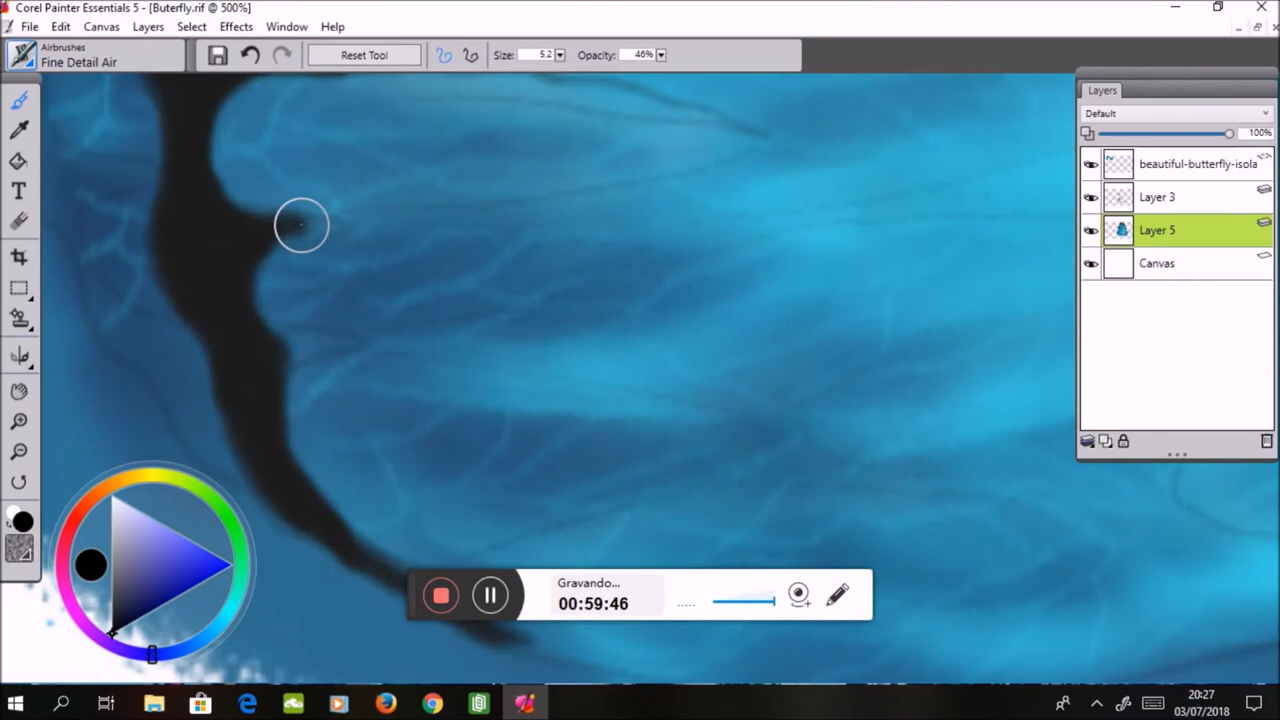 Corel Painter Essentials 5 - [Buterfly.rif @ 500%]
File Edit Canvas Layers Select Effects Window Help
Airbrushes
Fine Detail Air
Reset Tool
Size: 5.2
Opacity: 46%
Layers
Default
100%
beautiful-butterfly-isola
Layer 3
Layer 5
Canvas
Gravando...
00:59:46
20:27
03/07/2018